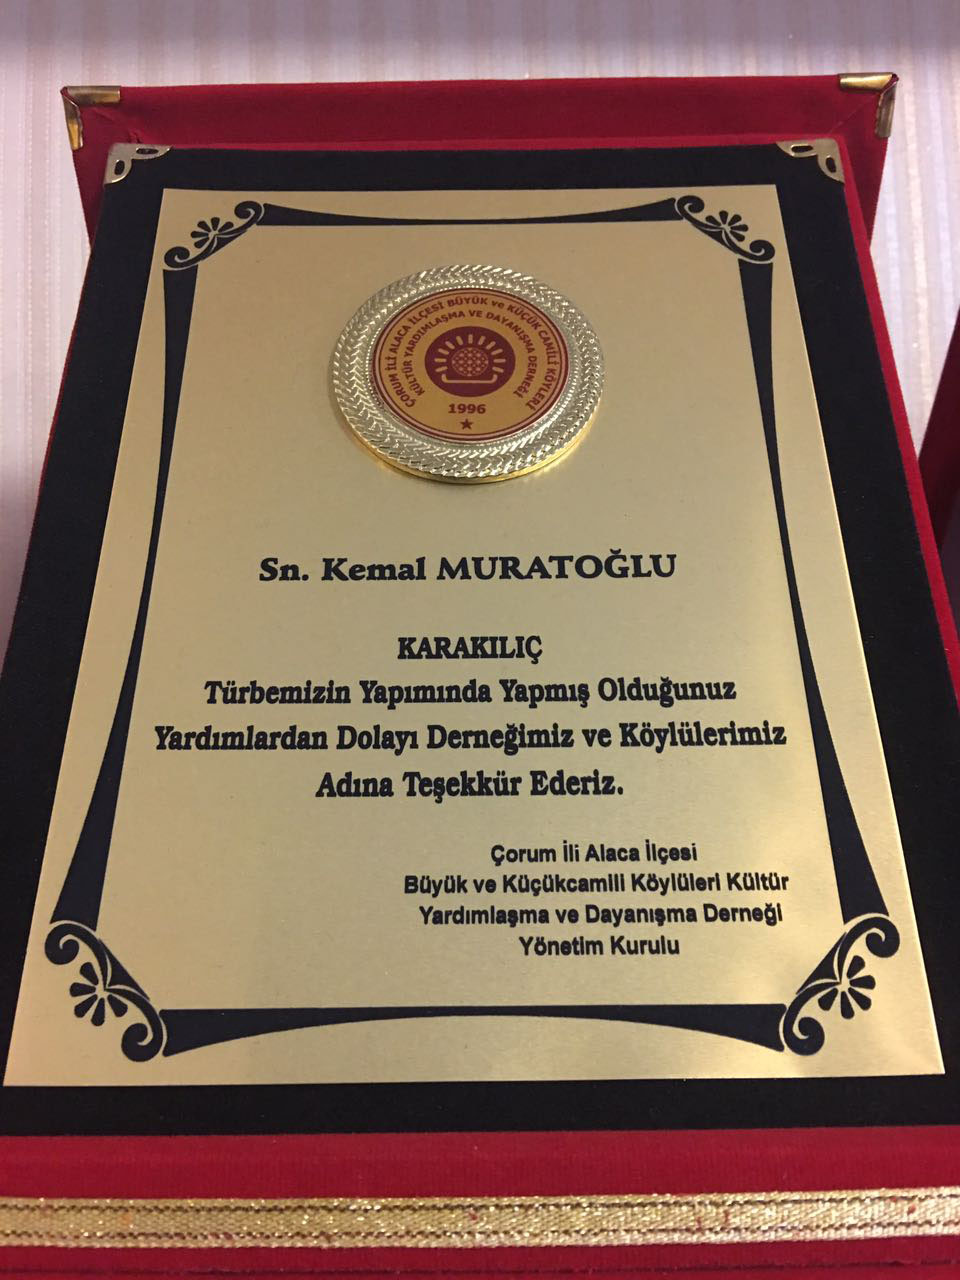 ÇORUM İLİ ALACA İLÇESİ BÜYÜK ve KÜÇÜK CAMİLİ KÖYLERİ
KÜLTÜR YARDIMLAŞMA VE DAYANIŞMA DERNEĞİ
1996
Sn. Kemal MURATOĞLU
KARAKILIÇ
Türbemizin Yapımında Yapmış Olduğunuz
Yardımlardan Dolayı Derneğimiz ve Köylülerimiz
Adına Teşekkür Ederiz.
Çorum İli Alaca İlçesi
Büyük ve Küçükcamili Köylüleri Kültür
Yardımlaşma ve Dayanışma Derneği
Yönetim Kurulu